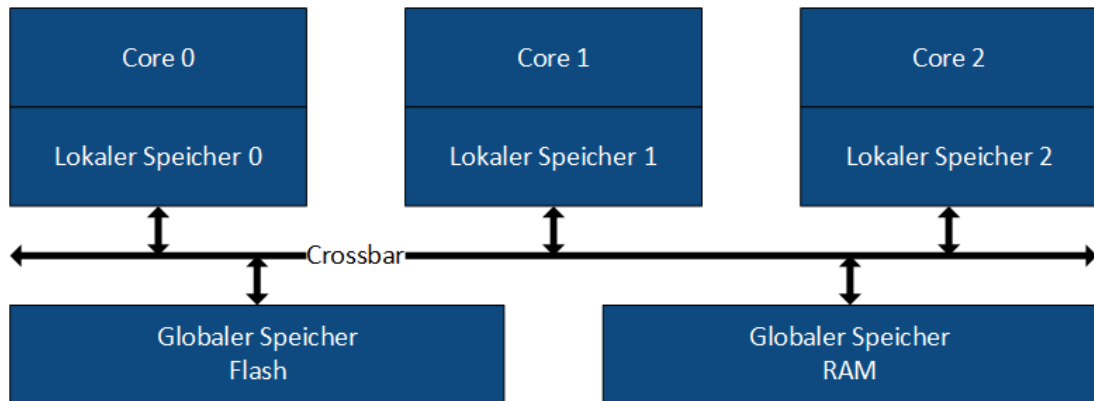 Core 0
Core 1
Core 2
Lokaler Speicher 0
Lokaler Speicher 1
Lokaler Speicher 2
Crossbar
Globaler Speicher
Flash
Globaler Speicher
RAM